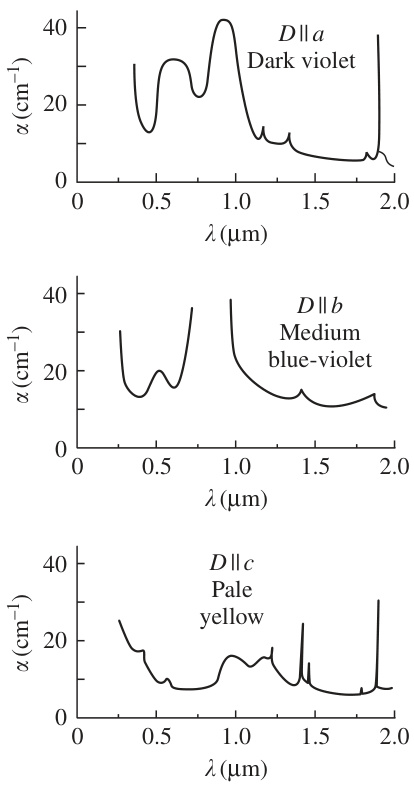 D∥a
Dark violet
α(cm⁻¹)
40
20
0
0 0.5 1.0 1.5 2.0
λ(μm)
D∥b
Medium
blue-violet
α(cm⁻¹)
40
20
0
0 0.5 1.0 1.5 2.0
λ(μm)
D∥c
Pale
yellow
α(cm⁻¹)
40
20
0
0 0.5 1.0 1.5 2.0
λ(μm)